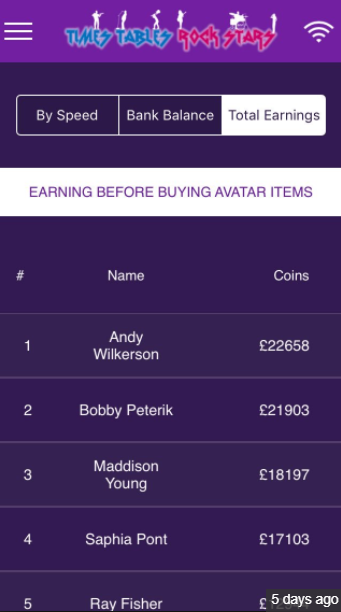 TIMES TABLES ROCK STARS
By Speed Bank Balance Total Earnings
EARNING BEFORE BUYING AVATAR ITEMS
# Name Coins
1 Andy Wilkerson £22658
2 Bobby Peterik £21903
3 Maddison Young £18197
4 Saphia Pont £17103
5 Ray Fisher
5 days ago